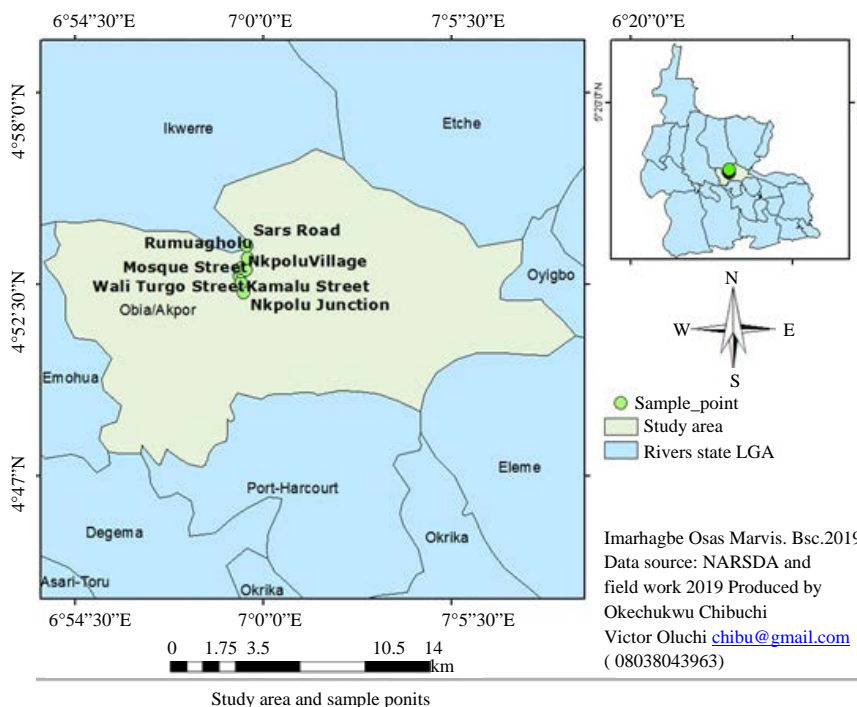 6°54’’30”E 7°0’0”E 7°5’’30”E 6°20’0”E
4°58’0”N
4°52’’30”N
4°47’’N
5°20’0”N
Ikwerre
Etche
Sars Road
Rumuagholu
NkpoluVillage
Mosque Street
Oyigbo
Wali Turgo Street
Kamalu Street
Obia/Akpor
Nkpolu Junction
Emohua
Eleme
Port-Harcourt
Degema
Okrika
Asari-Toru
Okrika
6°54’’30”E 7°0’0”E 7°5’’30”E
N
W E
S
Sample_point
Study area
Rivers state LGA
Imarhagbe Osas Marvis. Bsc.2019
Data source: NARSDA and
field work 2019 Produced by
Okechukwu Chibuchi
Victor Oluchi chibu@gmail.com
( 08038043963)
0 1.75 3.5 10.5 14
km
Study area and sample ponits